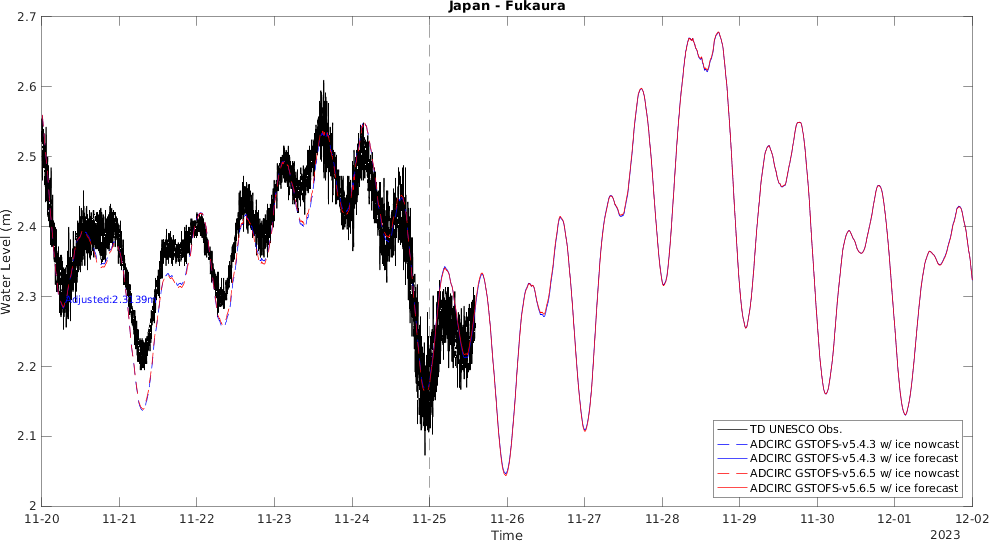 Japan - Fukaura
2.7
2.6
2.5
2.4
2.3
2.2
2.1
2
Water Level (m)
TD UNESCO Obs.
ADCIRC GSTOFS-v5.4.3 w/ ice nowcast
ADCIRC GSTOFS-v5.4.3 w/ ice forecast
ADCIRC GSTOFS-v5.6.5 w/ ice nowcast
ADCIRC GSTOFS-v5.6.5 w/ ice forecast
11-20 11-21 11-22 11-23 11-24 11-25 11-26 11-27 11-28 11-29 11-30 12-01 12-02
Time
2023